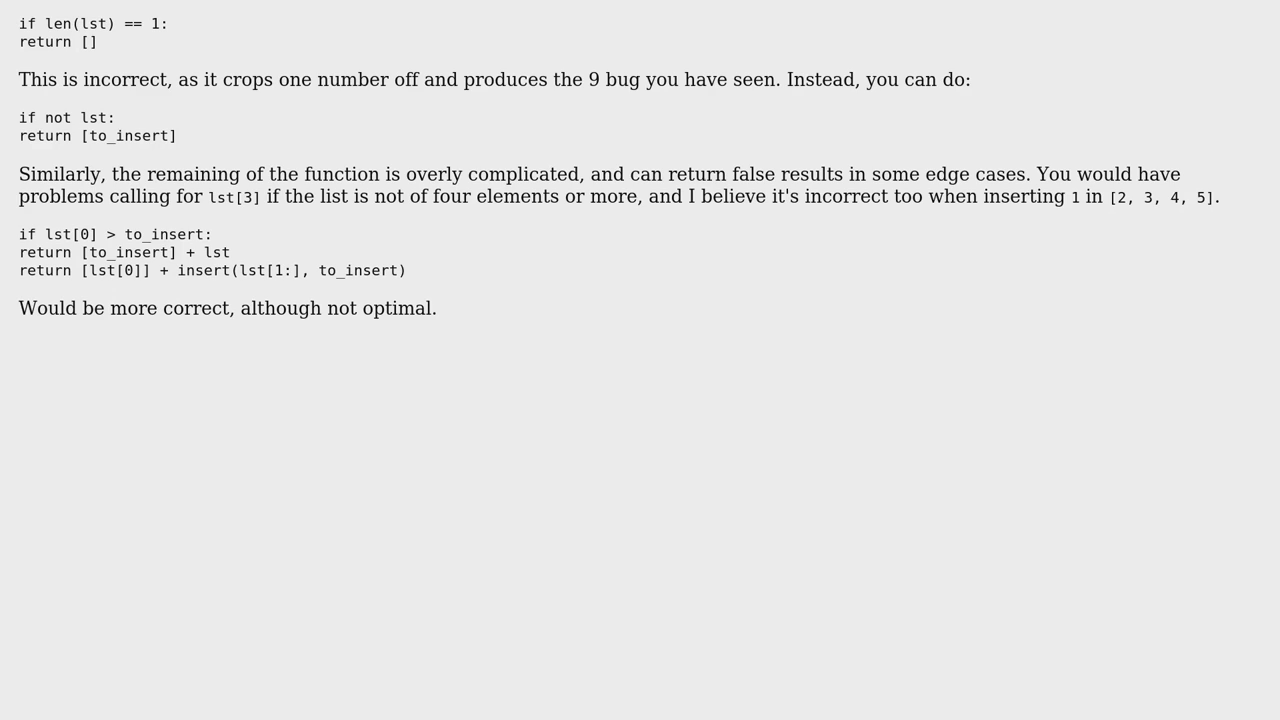 if len(lst) == 1:
return []
This is incorrect, as it crops one number off and produces the 9 bug you have seen. Instead, you can do:
if not lst:
return [to_insert]
Similarly, the remaining of the function is overly complicated, and can return false results in some edge cases. You would have
problems calling for lst[3] if the list is not of four elements or more, and I believe it's incorrect too when inserting 1 in [2, 3, 4, 5].
if lst[0] > to_insert:
return [to_insert] + lst
return [lst[0]] + insert(lst[1:], to_insert)
Would be more correct, although not optimal.